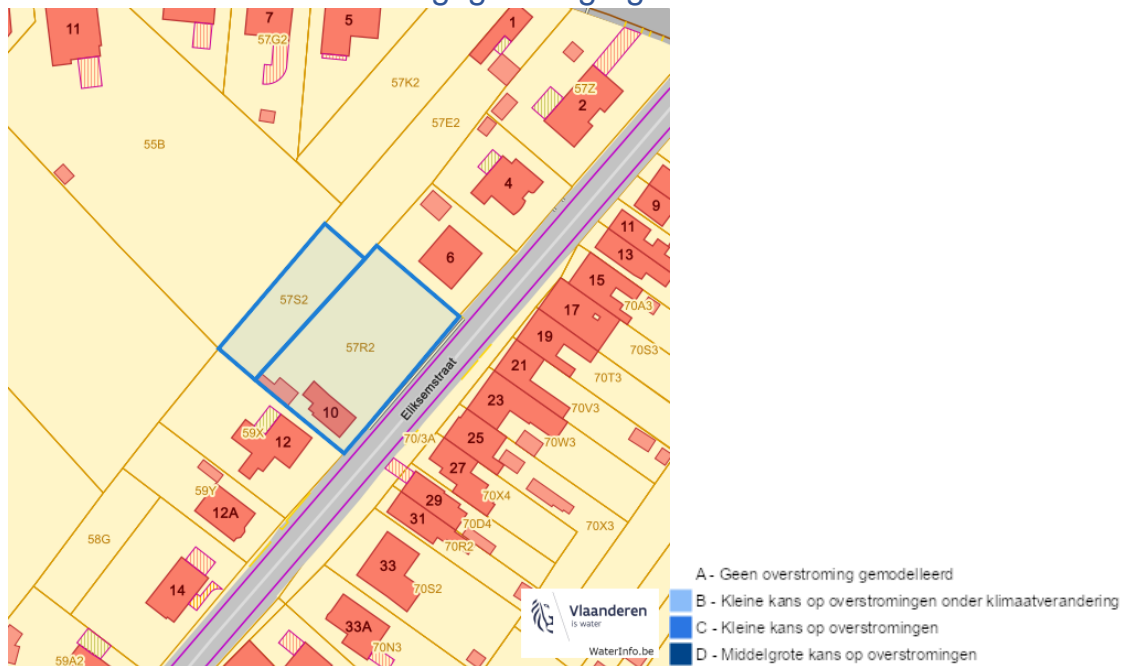 11
7
5
1
57G2
57K2
57Z
2
57E2
55B
4
9
11
13
6
15
57S2
17
70A3
57R2
19
70S3
21
70T3
Eliksemstraat
23
70V3
10
59X
12
70/3A
25
70W3
27
59Y
29
70X4
12A
31
70D4
70X3
58G
70R2
33
14
70S2
33A
70N3
59A2
Vlaanderen
is water
WaterInfo.be
A - Geen overstroming gemodelleerd
B - Kleine kans op overstromingen onder klimaatverandering
C - Kleine kans op overstromingen
D - Middelgrote kans op overstromingen